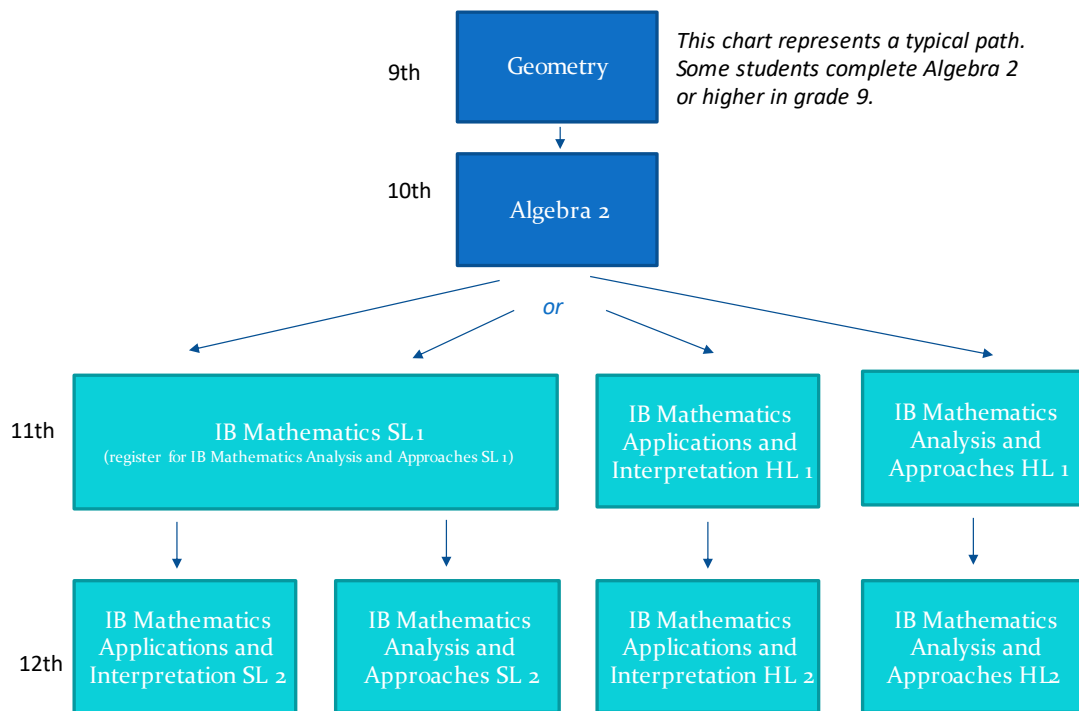 9th
Geometry
This chart represents a typical path.
Some students complete Algebra 2
or higher in grade 9.
10th
Algebra 2
or
11th
IB Mathematics SL1
(register for IB Mathematics Analysis and Approaches SL 1)
IB Mathematics
Applications and
Interpretation HL 1
IB Mathematics
Analysis and
Approaches HL 1
12th
IB Mathematics
Applications and
Interpretation SL 2
IB Mathematics
Analysis and
Approaches SL 2
IB Mathematics
Applications and
Interpretation HL 2
IB Mathematics
Analysis and
Approaches HL2